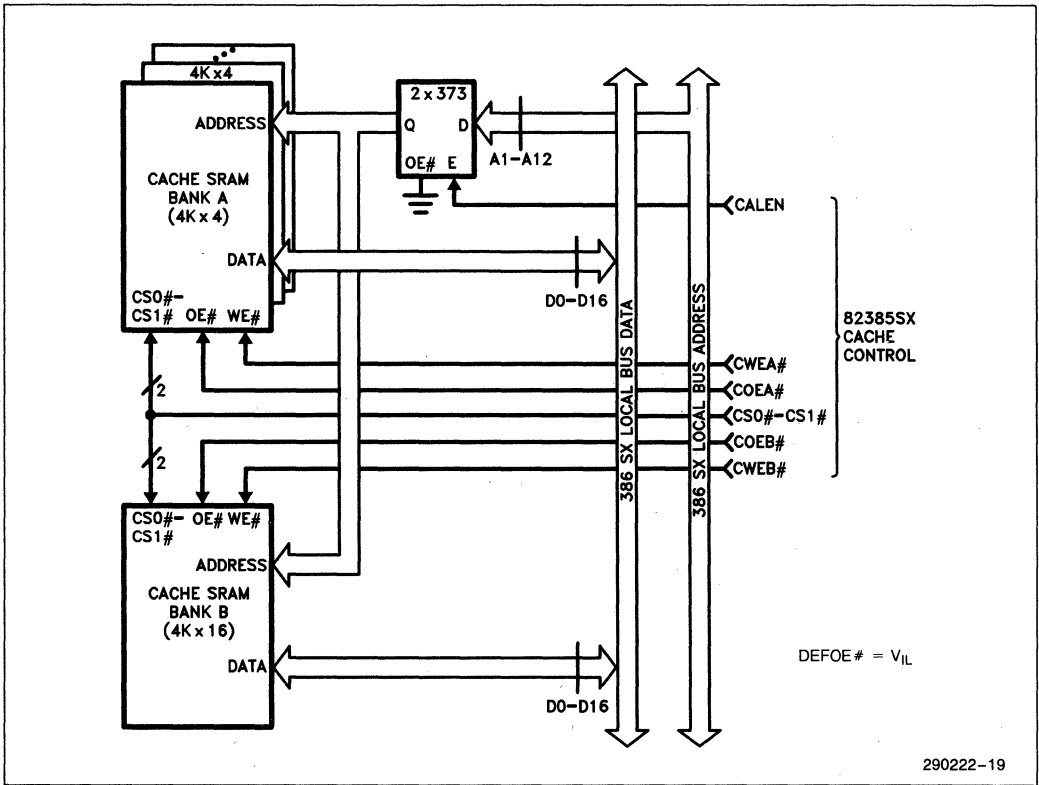 4K x 4
ADDRESS
CACHE SRAM
BANK A
(4K x 4)
DATA
CS0#-
CS1# OE# WE#
2 x 373
Q D
OE# E
A1-A12
CALEN
D0-D16
386 SX LOCAL BUS DATA
386 SX LOCAL BUS ADDRESS
82385SX
CACHE
CONTROL
CWEA#
COEA#
CS0#-CS1#
COEB#
CWEB#
2
2
CS0#- OE# WE#
CS1#
ADDRESS
CACHE SRAM
BANK B
(4K x 16)
DATA
D0-D16
DEFOE# = VIL
290222-19